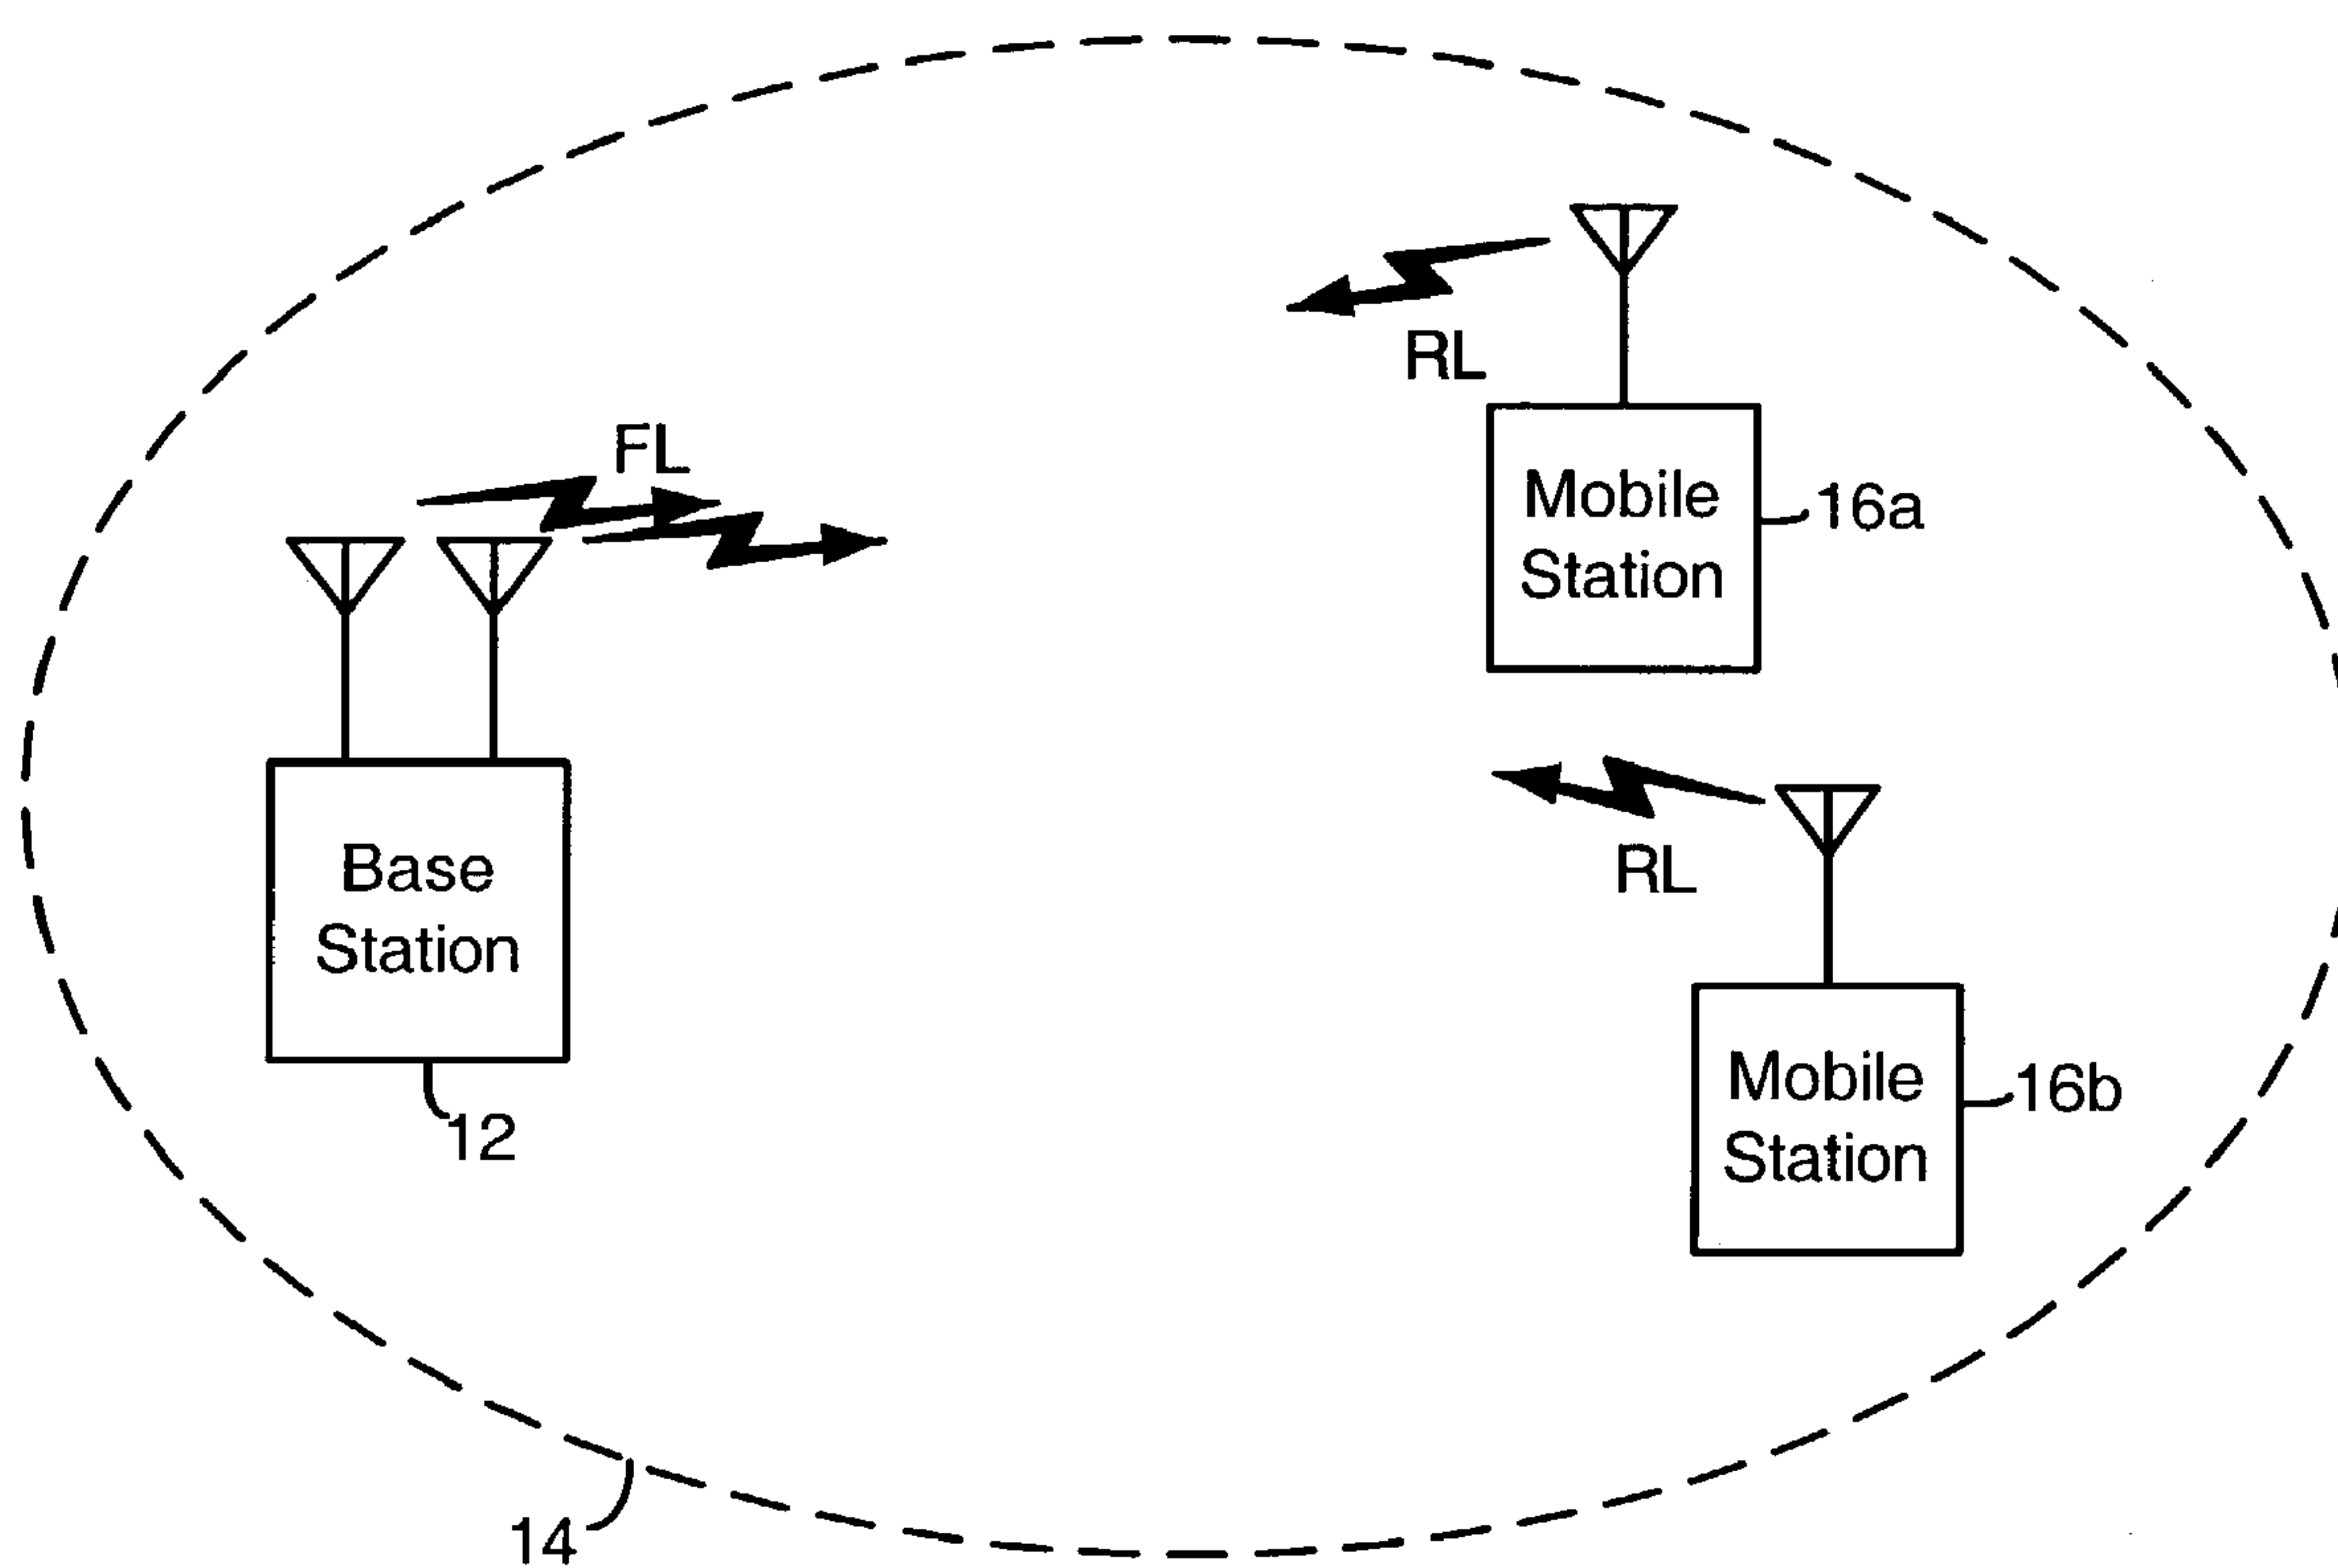 FL
RL
Mobile
Station
16a
Base
Station
12
RL
Mobile
Station
16b
14